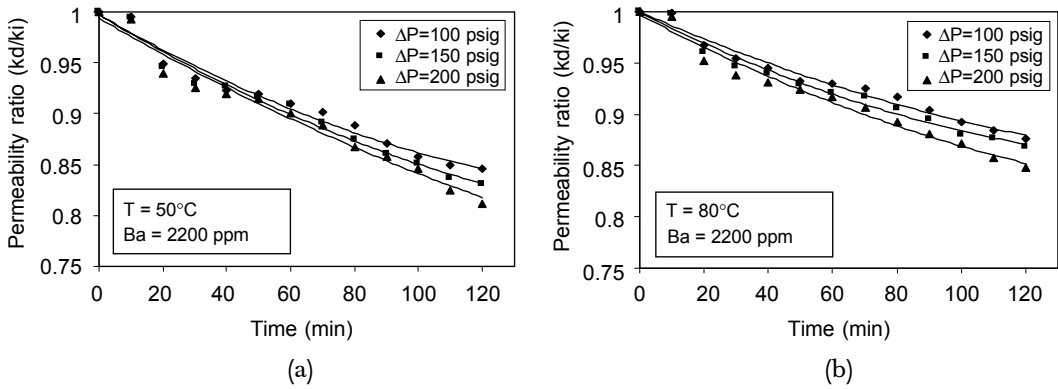 Permeability ratio (kd/ki)
1
0.95
0.9
0.85
0.8
0.75
0
20
40
60
80
100
120
Time (min)
ΔP=100 psig
ΔP=150 psig
ΔP=200 psig
T = 50°C
Ba = 2200 ppm
(a)
Permeability ratio (kd/ki)
1
0.95
0.9
0.85
0.8
0.75
0
20
40
60
80
100
120
Time (min)
ΔP=100 psig
ΔP=150 psig
ΔP=200 psig
T = 80°C
Ba = 2200 ppm
(b)